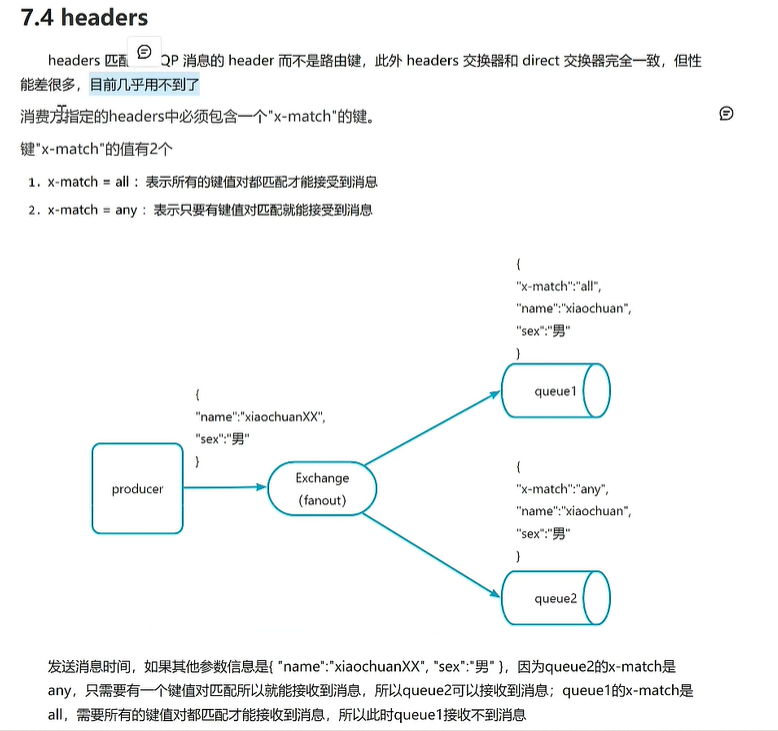 7.4 headers
headers 匹配 QP 消息的 header 而不是路由键，此外 headers 交换器和 direct 交换器完全一致，但性
能差很多，目前几乎用不到了
消费方指定的headers中必须包含一个"x-match"的键。
键"x-match"的值有2个
1. x-match = all ：表示所有的键值对都匹配才能接受到消息
2. x-match = any ：表示只要有键值对匹配就能接受到消息
{
"x-match":"all",
"name":"xiaochuan",
"sex":"男"
}
queue1
{
"name":"xiaochuanXX",
"sex":"男"
}
producer
Exchange
(fanout)
{
"x-match":"any",
"name":"xiaochuan",
"sex":"男"
}
queue2
发送消息时间，如果其他参数信息是{ "name":"xiaochuanXX", "sex":"男" }，因为queue2的x-match是
any，只需要有一个键值对匹配所以就能接收到消息，所以queue2可以接收到消息；queue1的x-match是
all，需要所有的键值对都匹配才能接收到消息，所以此时queue1接收不到消息